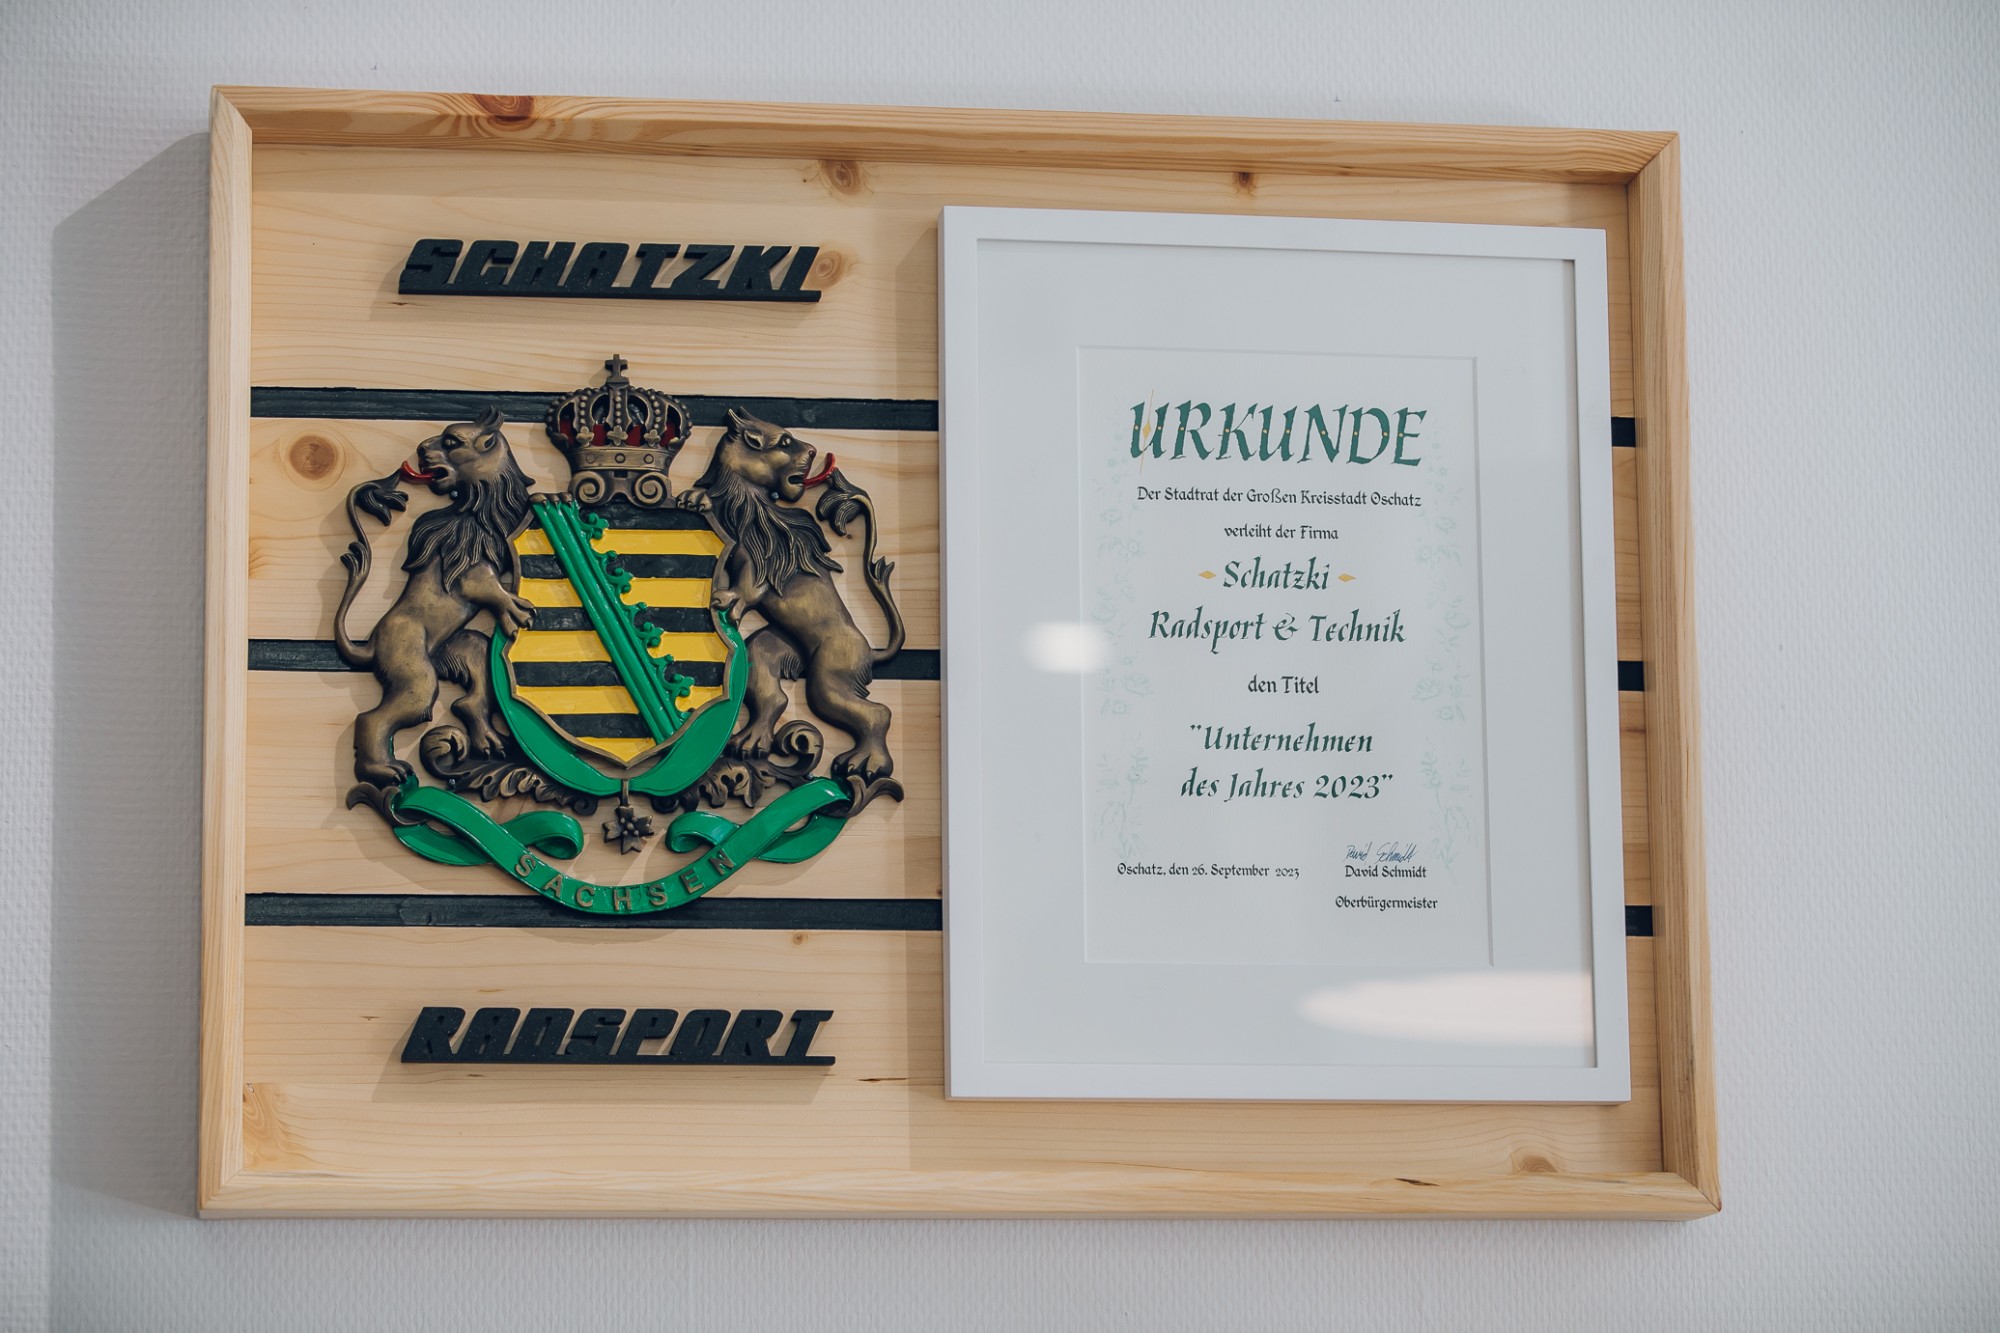 SCHATZKI
SACHSEN
RADSPORT
URKUNDE
Der Stadtrat der Großen Kreisstadt Oschatz
verleiht der Firma
Schatzki
Radsport & Technik
den Titel
"Unternehmen
des Jahres 2023"
David Schmidt
Oschatz, den 26. September 2023 David Schmidt
Oberbürgermeister